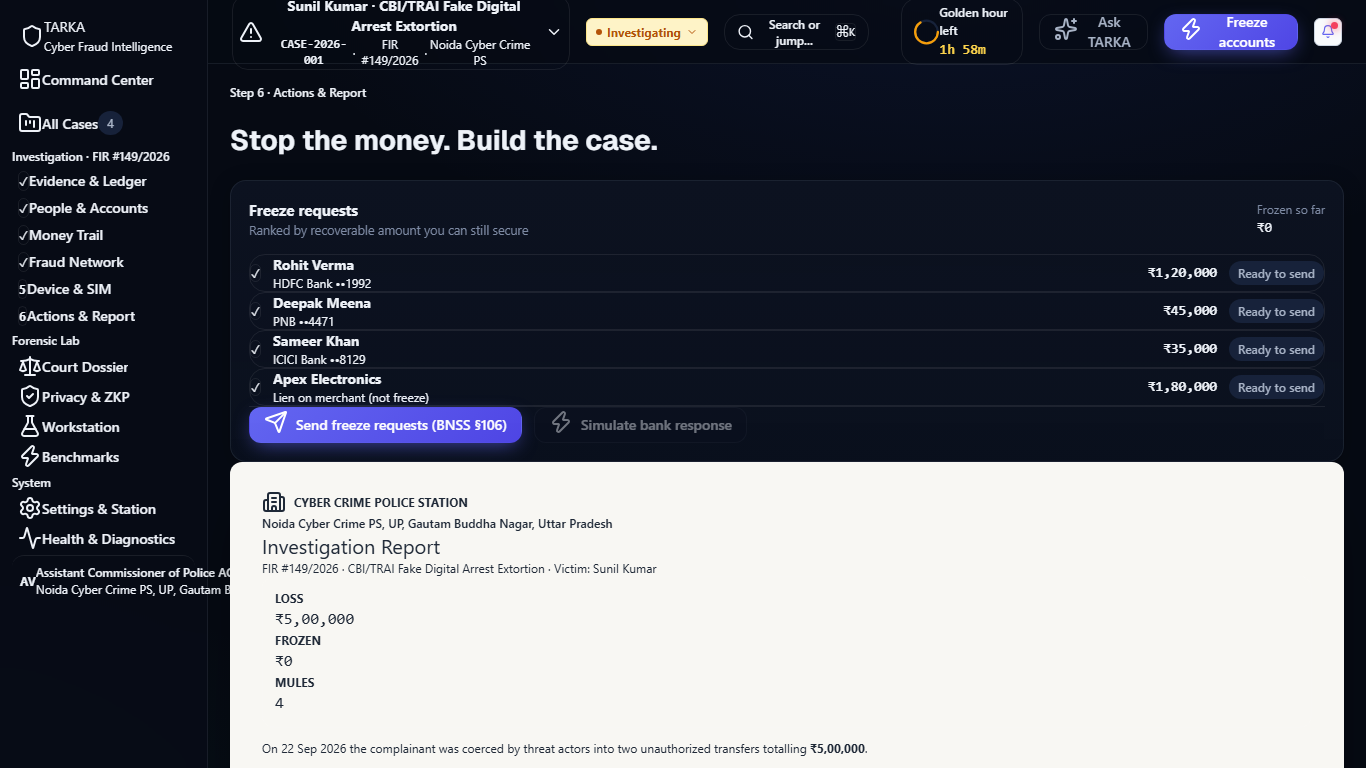 TARKA
Cyber Fraud Intelligence
Command Center
All Cases 4
Investigation · FIR #149/2026
✓Evidence & Ledger
✓People & Accounts
✓Money Trail
✓Fraud Network
5Device & SIM
6Actions & Report
Forensic Lab
Court Dossier
Privacy & ZKP
Workstation
Benchmarks
System
Settings & Station
Health & Diagnostics
AV
Assistant Commissioner of Police AC
Noida Cyber Crime PS, UP, Gautam B
Sunil Kumar · CBI/TRAI Fake Digital
Arrest Extortion
CASE-2026-001 · FIR #149/2026 · Noida Cyber Crime PS
Investigating
Search or jump... ⌘K
Golden hour left
1h 58m
Ask TARKA
Freeze accounts
Step 6 · Actions & Report
Stop the money. Build the case.
Freeze requests
Ranked by recoverable amount you can still secure
Frozen so far
₹0
✓ Rohit Verma
HDFC Bank ••1992
₹1,20,000 Ready to send
✓ Deepak Meena
PNB ••4471
₹45,000 Ready to send
✓ Sameer Khan
ICICI Bank ••8129
₹35,000 Ready to send
✓ Apex Electronics
Lien on merchant (not freeze)
₹1,80,000 Ready to send
Send freeze requests (BNSS §106)
Simulate bank response
CYBER CRIME POLICE STATION
Noida Cyber Crime PS, UP, Gautam Buddha Nagar, Uttar Pradesh
Investigation Report
FIR #149/2026 · CBI/TRAI Fake Digital Arrest Extortion · Victim: Sunil Kumar
LOSS
₹5,00,000
FROZEN
₹0
MULES
4
On 22 Sep 2026 the complainant was coerced by threat actors into two unauthorized transfers totalling ₹5,00,000.